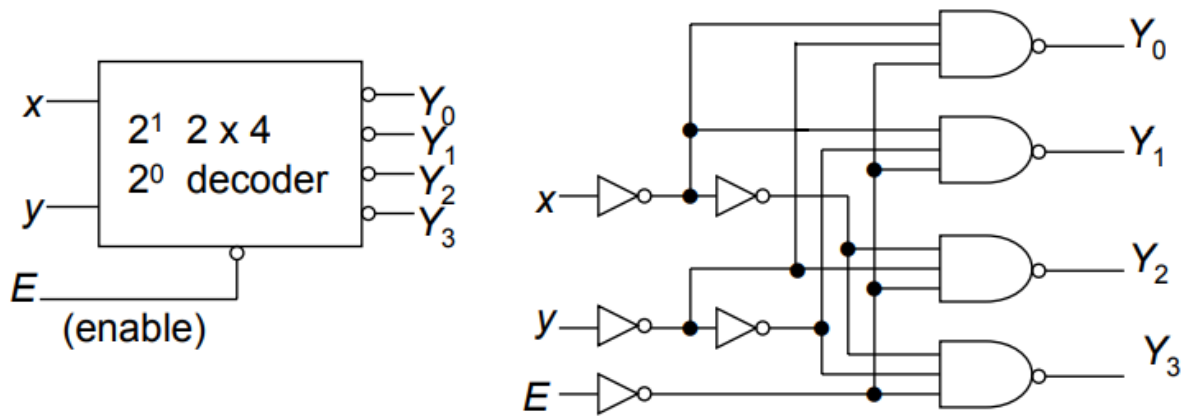 x
2¹ 2 x 4
2⁰ decoder
y
E
(enable)
Y₀
Y₁
Y₂
Y₃
x
y
E
Y₀
Y₁
Y₂
Y₃